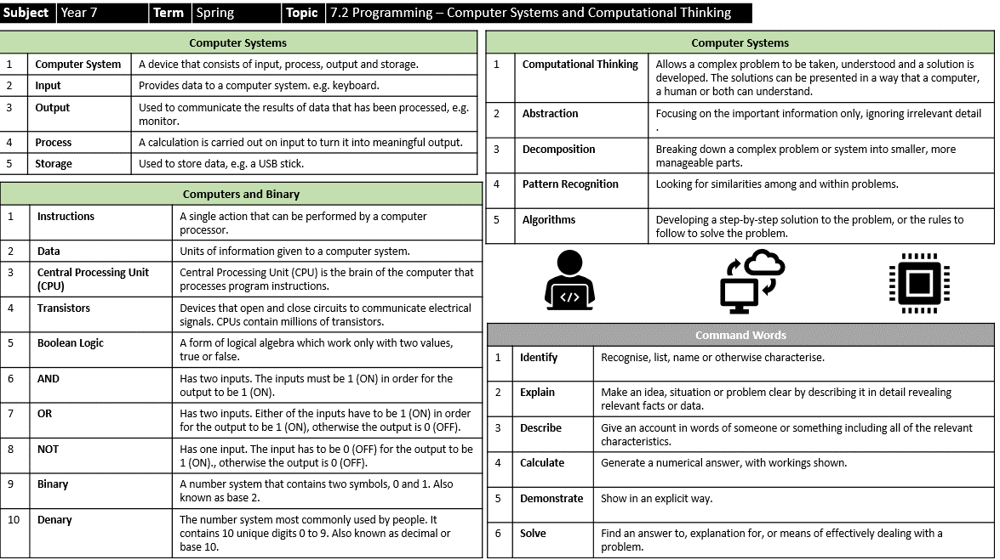 Subject Year 7 Term Spring Topic 7.2 Programming – Computer Systems and Computational Thinking
Computer Systems
1 Computer System A device that consists of input, process, output and storage.
2 Input Provides data to a computer system. e.g. keyboard.
3 Output Used to communicate the results of data that has been processed, e.g.
monitor.
4 Process A calculation is carried out on input to turn it into meaningful output.
5 Storage Used to store data, e.g. a USB stick.
Computers and Binary
1 Instructions A single action that can be performed by a computer
processor.
2 Data Units of information given to a computer system.
3 Central Processing Unit Central Processing Unit (CPU) is the brain of the computer that
(CPU) processes program instructions.
4 Transistors Devices that open and close circuits to communicate electrical
signals. CPUs contain millions of transistors.
5 Boolean Logic A form of logical algebra which work only with two values,
true or false.
6 AND Has two inputs. The inputs must be 1 (ON) in order for the
output to be 1 (ON).
7 OR Has two inputs. Either of the inputs have to be 1 (ON) in order
for the output to be 1 (ON), otherwise the output is 0 (OFF).
8 NOT Has one input. The input has to be 0 (OFF) for the output to be
1 (ON)., otherwise the output is 0 (OFF).
9 Binary A number system that contains two symbols, 0 and 1. Also
known as base 2.
10 Denary The number system most commonly used by people. It
contains 10 unique digits 0 to 9. Also known as decimal or
base 10.
Computer Systems
1 Computational Thinking Allows a complex problem to be taken, understood and a solution is
developed. The solutions can be presented in a way that a computer,
a human or both can understand.
2 Abstraction Focusing on the important information only, ignoring irrelevant detail
.
3 Decomposition Breaking down a complex problem or system into smaller, more
manageable parts.
4 Pattern Recognition Looking for similarities among and within problems.
5 Algorithms Developing a step-by-step solution to the problem, or the rules to
follow to solve the problem.
</>
Command Words
1 Identify Recognise, list, name or otherwise characterise.
2 Explain Make an idea, situation or problem clear by describing it in detail revealing
relevant facts or data.
3 Describe Give an account in words of someone or something including all of the relevant
characteristics.
4 Calculate Generate a numerical answer, with workings shown.
5 Demonstrate Show in an explicit way.
6 Solve Find an answer to, explanation for, or means of effectively dealing with a
problem.